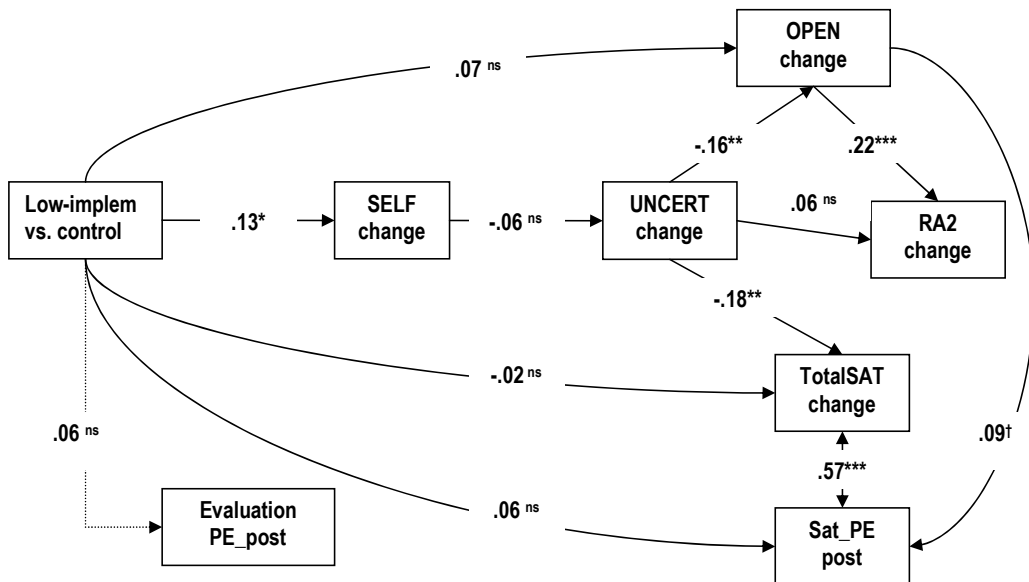 OPEN
change
.07 ns
-.16**
.22***
Low-implem
vs. control
.13*
SELF
change
-.06 ns
UNCERT
change
.06 ns
RA2
change
-.18**
-.02 ns
TotalSAT
change
.06 ns
.09†
.57***
Evaluation
PE_post
.06 ns
Sat_PE
post